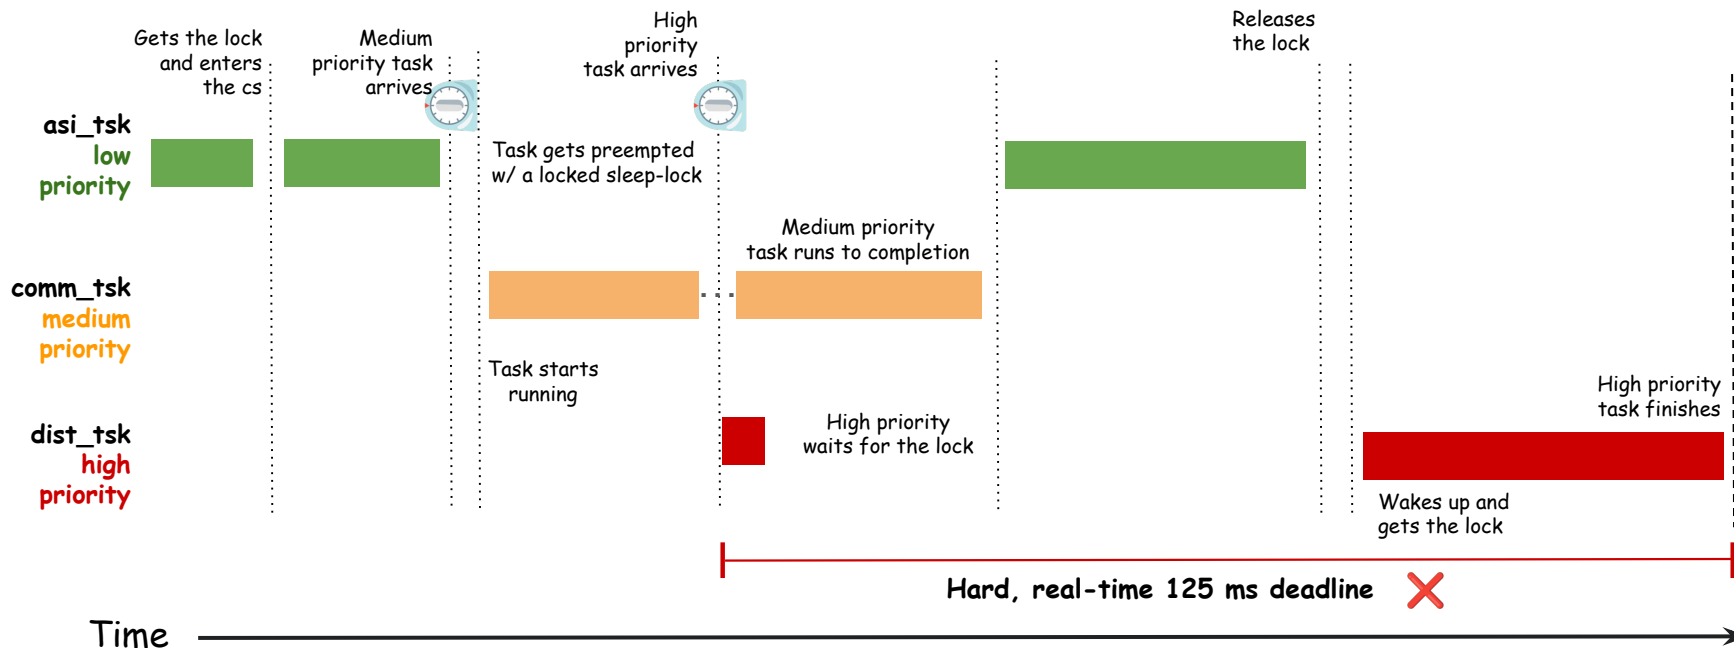 Gets the lock
and enters
the cs
Medium
priority task
arrives
High
priority
task arrives
Releases
the lock
asi_tsk
low
priority
Task gets preempted
w/ a locked sleep-lock
Medium priority
task runs to completion
comm_tsk
medium
priority
Task starts
running
High priority
task finishes
dist_tsk
high
priority
High priority
waits for the lock
Wakes up and
gets the lock
Hard, real-time 125 ms deadline
Time